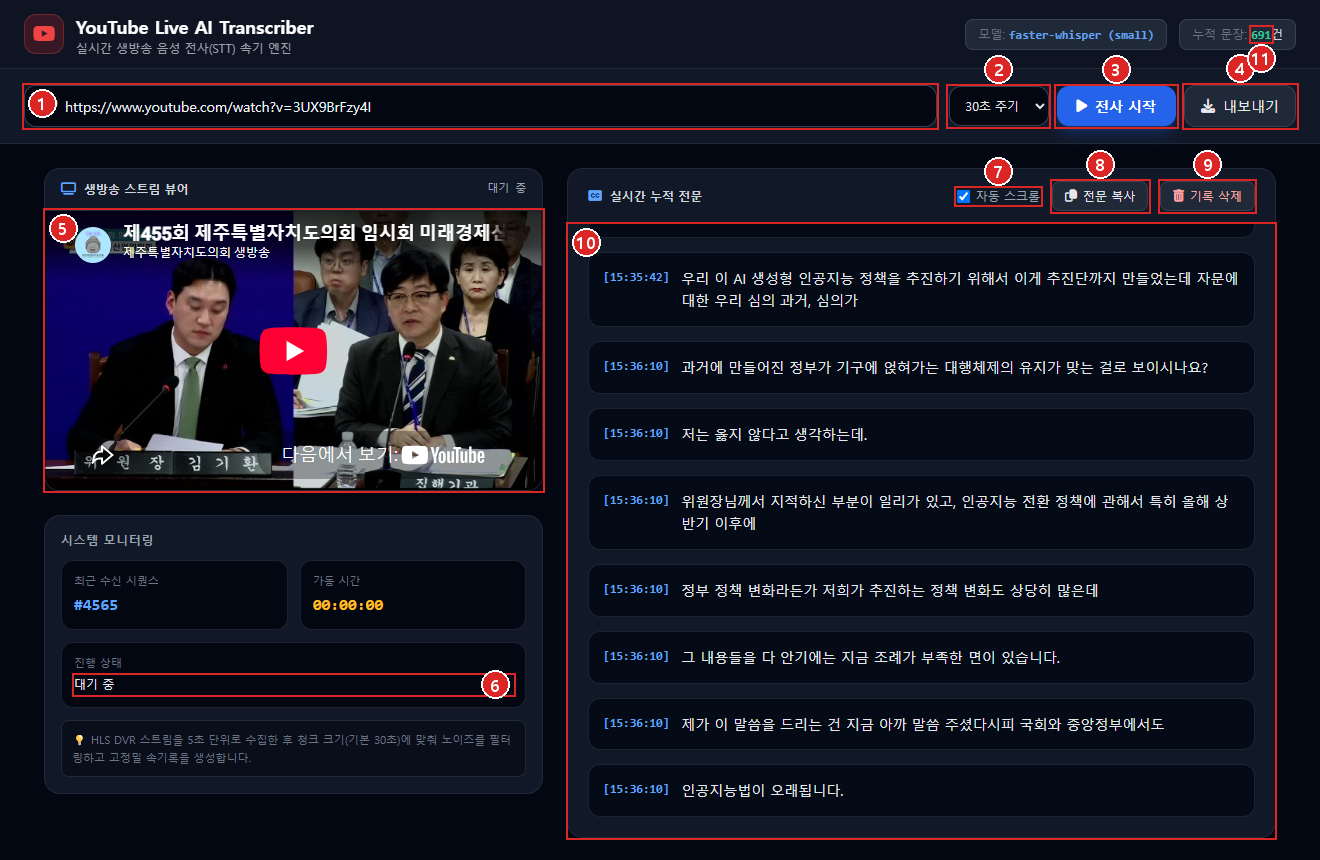 YouTube Live AI Transcriber
실시간 생방송 음성 전사(STT) 속기 엔진
모델: faster-whisper (small)
누적 문장: 691건
11
1
https://www.youtube.com/watch?v=3UX9BrFzy4I
2
30초 주기
3
전사 시작
4
내보내기
생방송 스트림 뷰어
대기 중
5
제455회 제주특별자치도의회 임시회 미래경제산
제주특별자치도의회 생방송
위 원 장 김 기 환
다음에서 보기: YouTube
집행기관
시스템 모니터링
최근 수신 시퀀스
#4565
가동 시간
00:00:00
진행 상태
대기 중
6
💡 HLS DVR 스트림을 5초 단위로 수집한 후 청크 크기(기본 30초)에 맞춰 노이즈를 필터
링하고 고정밀 속기록을 생성합니다.
CC 실시간 누적 전문
7
자동 스크롤
8
전문 복사
9
기록 삭제
10
[15:35:42] 우리 이 AI 생성형 인공지능 정책을 추진하기 위해서 이게 추진단까지 만들었는데 자문에
대한 우리 심의 과거, 심의가
[15:36:10] 과거에 만들어진 정부가 기구에 얹혀가는 대행체제의 유지가 맞는 걸로 보이시나요?
[15:36:10] 저는 옳지 않다고 생각하는데.
[15:36:10] 위원장님께서 지적하신 부분이 일리가 있고, 인공지능 전환 정책에 관해서 특히 올해 상
반기 이후에
[15:36:10] 정부 정책 변화라든가 저희가 추진하는 정책 변화도 상당히 많은데
[15:36:10] 그 내용들을 다 안기에는 지금 조례가 부족한 면이 있습니다.
[15:36:10] 제가 이 말씀을 드리는 건 지금 아까 말씀 주셨다시피 국회와 중앙정부에서도
[15:36:10] 인공지능법이 오래됩니다.